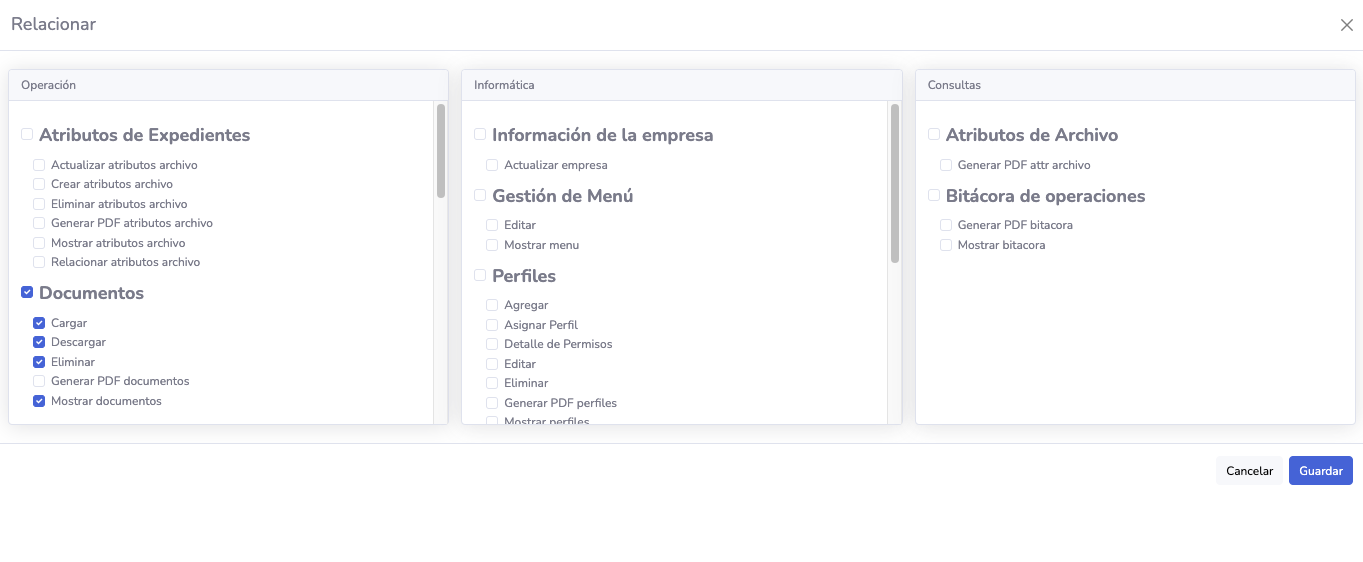 Relacionar
Operación
Atributos de Expedientes
Actualizar atributos archivo
Crear atributos archivo
Eliminar atributos archivo
Generar PDF atributos archivo
Mostrar atributos archivo
Relacionar atributos archivo
Documentos
Cargar
Descargar
Eliminar
Generar PDF documentos
Mostrar documentos
Informática
Información de la empresa
Actualizar empresa
Gestión de Menú
Editar
Mostrar menu
Perfiles
Agregar
Asignar Perfil
Detalle de Permisos
Editar
Eliminar
Generar PDF perfiles
Mostrar perfiles
Consultas
Atributos de Archivo
Generar PDF attr archivo
Bitácora de operaciones
Generar PDF bitacora
Mostrar bitacora
Cancelar
Guardar